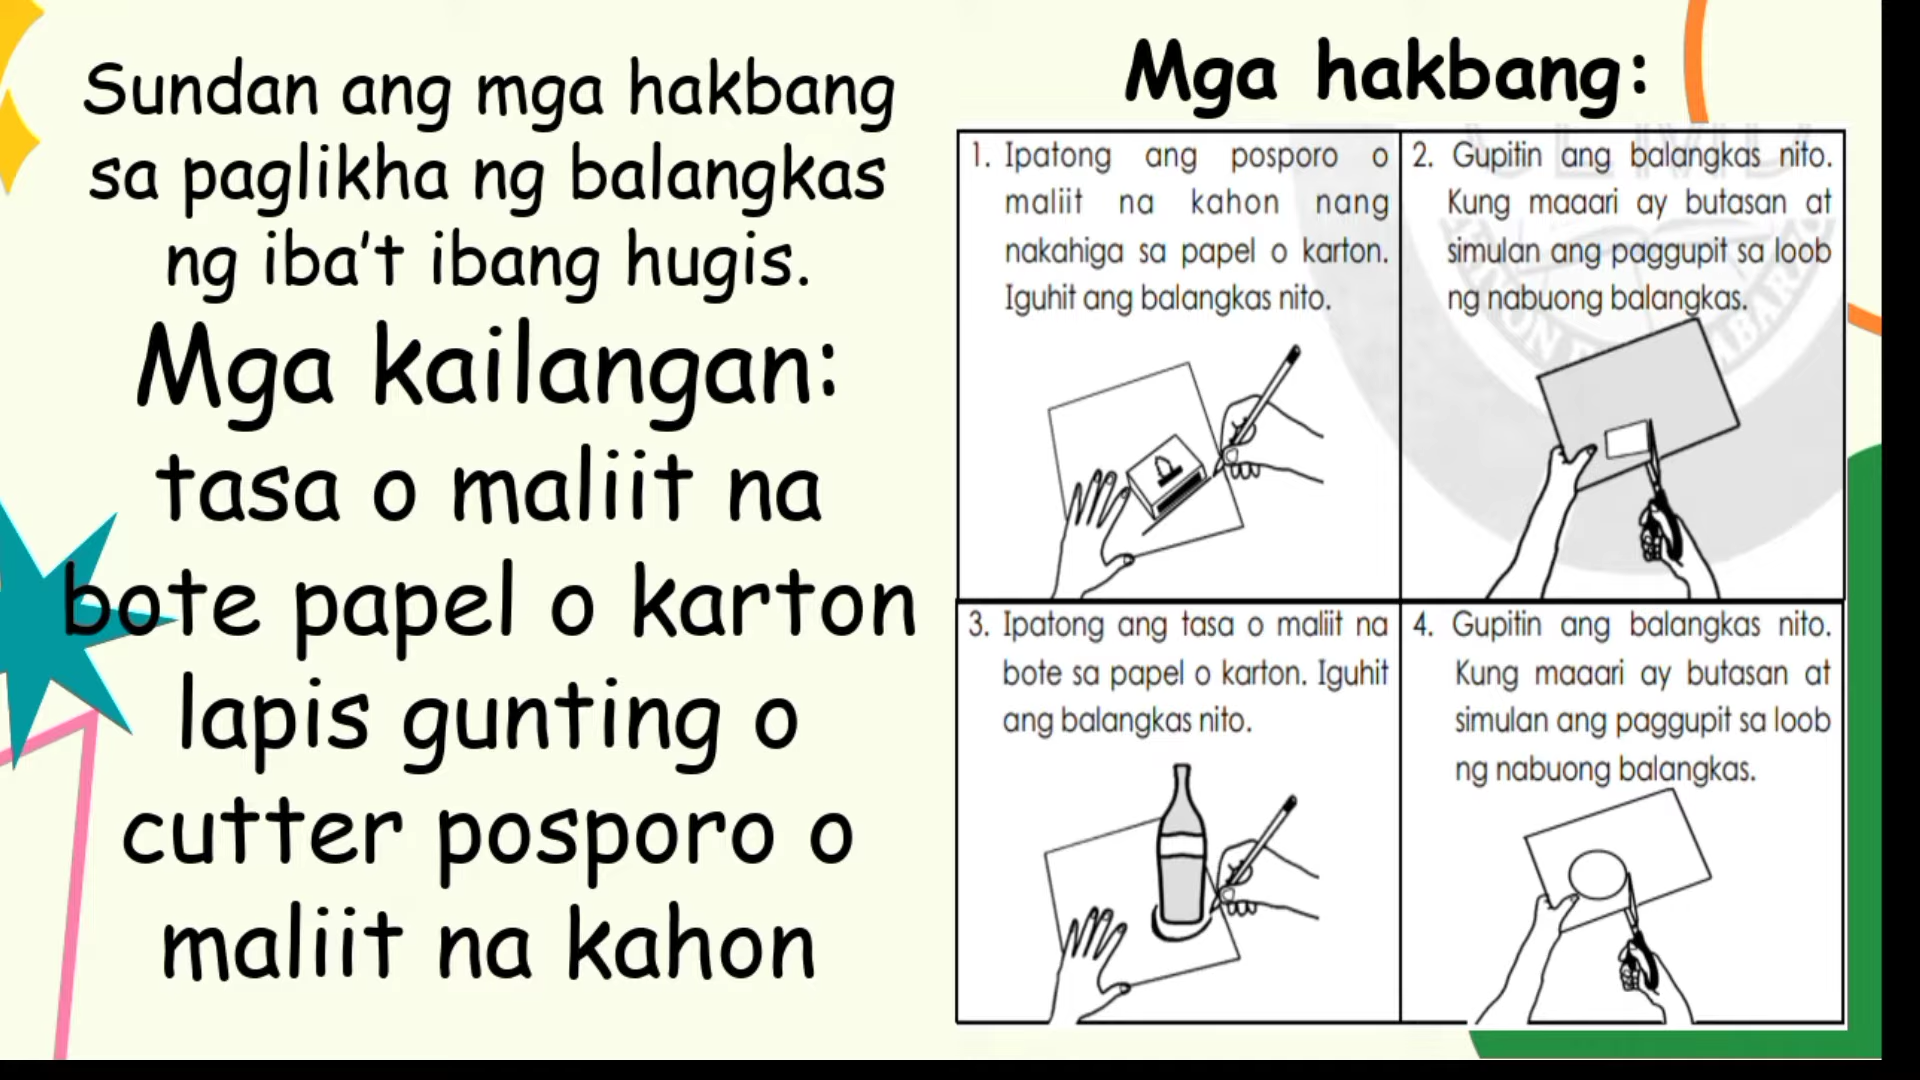 Sundan ang mga hakbang
sa paglikha ng balangkas
ng iba't ibang hugis.
Mga kailangan:
tasa o maliit na
bote papel o karton
lapis gunting o
cutter posporo o
maliit na kahon
Mga hakbang:
1. Ipatong ang posporo o
maliit na kahon nang
nakahiga sa papel o karton.
Iguhit ang balangkas nito.
2. Gupitin ang balangkas nito.
Kung maaari ay butasan at
simulan ang paggupit sa loob
ng nabuong balangkas.
3. Ipatong ang tasa o maliit na
bote sa papel o karton. Iguhit
ang balangkas nito.
4. Gupitin ang balangkas nito.
Kung maaari ay butasan at
simulan ang paggupit sa loob
ng nabuong balangkas.